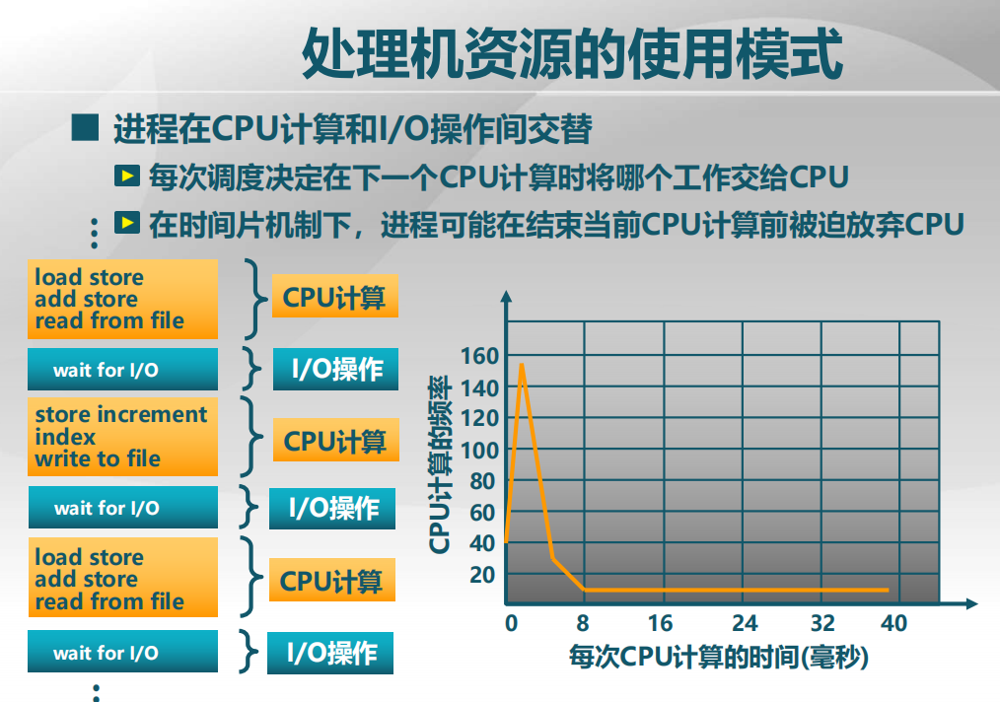 处理机资源的使用模式
进程在CPU计算和I/O操作间交替
每次调度决定在下一个CPU计算时将哪个工作交给CPU
在时间片机制下，进程可能在结束当前CPU计算前被迫放弃CPU
load store
add store
read from file
CPU计算
wait for I/O
I/O操作
store increment
index
write to file
CPU计算
wait for I/O
I/O操作
load store
add store
read from file
CPU计算
wait for I/O
I/O操作
CPU计算的频率
160
140
120
100
80
60
40
20
0 8 16 24 32 40
每次CPU计算的时间(毫秒)